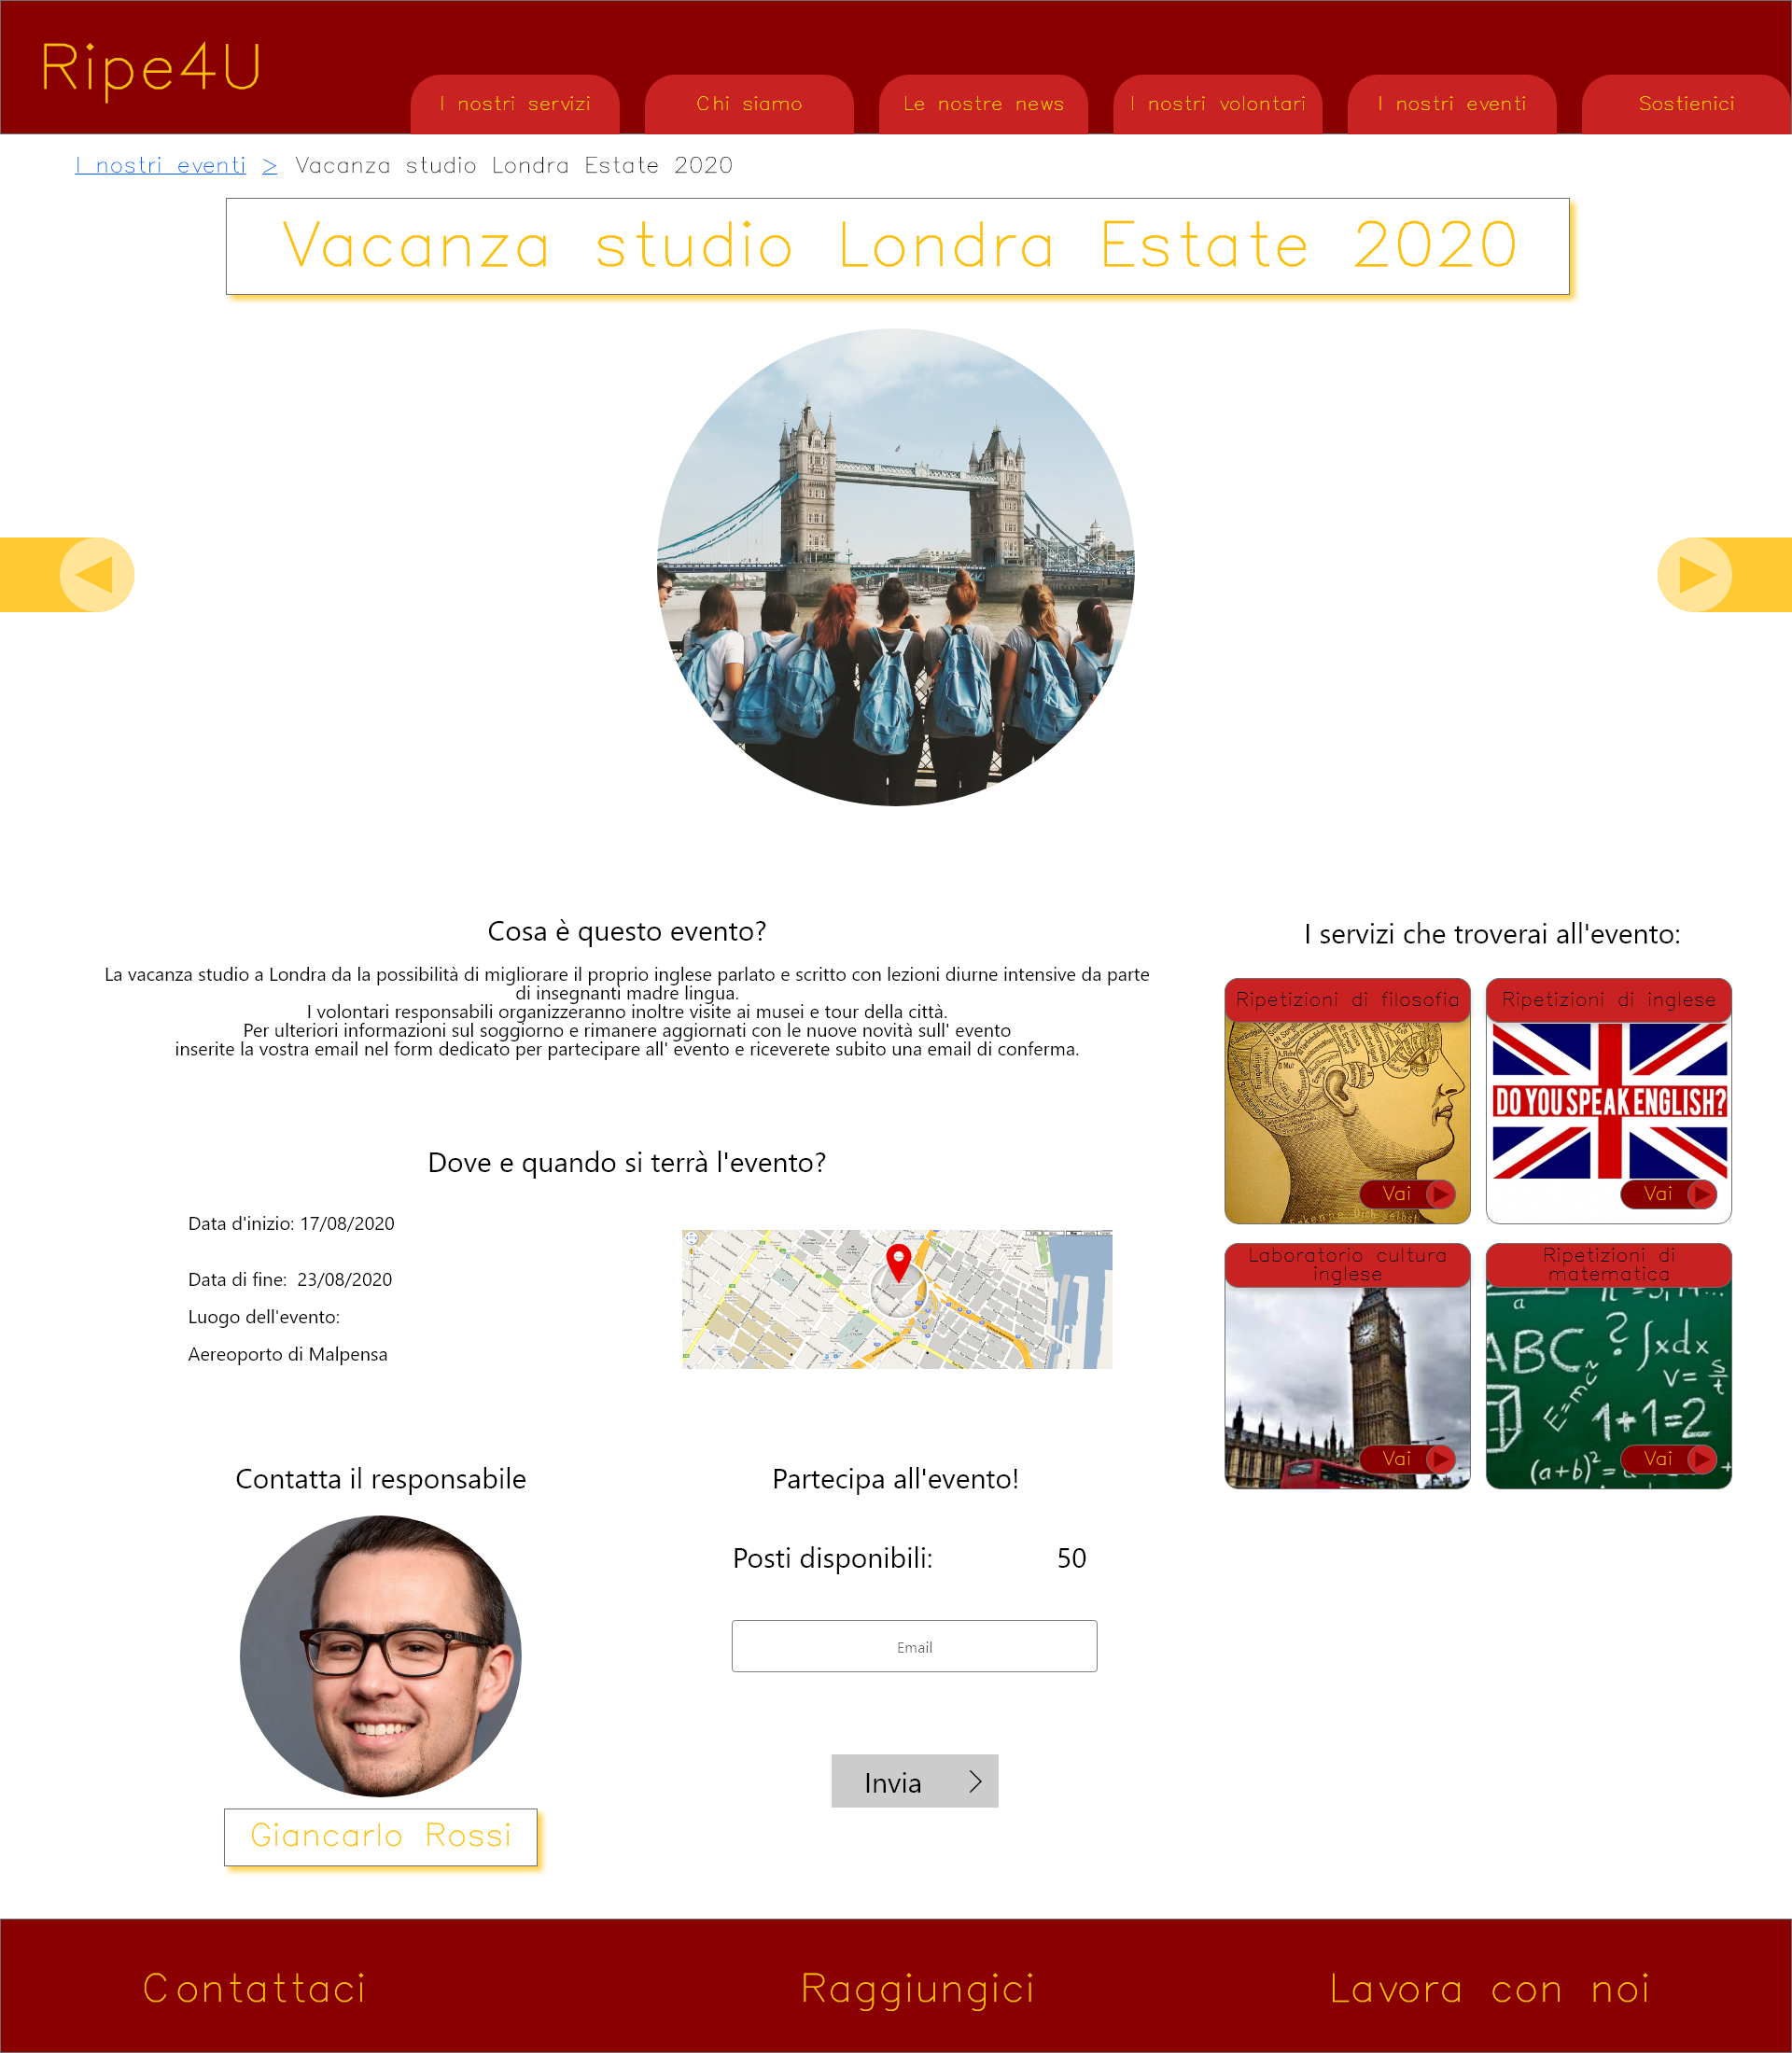 Ripe4U
I nostri servizi
Chi siamo
Le nostre news
I nostri volontari
I nostri eventi
Sostienici
I nostri eventi > Vacanza studio Londra Estate 2020
Vacanza studio Londra Estate 2020
Cosa è questo evento?
La vacanza studio a Londra da la possibilità di migliorare il proprio inglese parlato e scritto con lezioni diurne intensive da parte
di insegnanti madre lingua.
I volontari responsabili organizzeranno inoltre visite ai musei e tour della città.
Per ulteriori informazioni sul soggiorno e rimanere aggiornati con le nuove novità sull' evento
inserite la vostra email nel form dedicato per partecipare all' evento e riceverete subito una email di conferma.
Dove e quando si terrà l'evento?
Data d'inizio: 17/08/2020
Data di fine: 23/08/2020
Luogo dell'evento:
Aereoporto di Malpensa
Contatta il responsabile
Giancarlo Rossi
Partecipa all'evento!
Posti disponibili: 50
Email
Invia
I servizi che troverai all'evento:
Ripetizioni di filosofia
Vai
Ripetizioni di inglese
DO YOU SPEAK ENGLISH?
Vai
Laboratorio cultura
inglese
Vai
Ripetizioni di
matematica
ABC
?
∫xdx
E=mc
v= s/t
1+1=2
(a+b)²=
Vai
Contattaci
Raggiungici
Lavora con noi